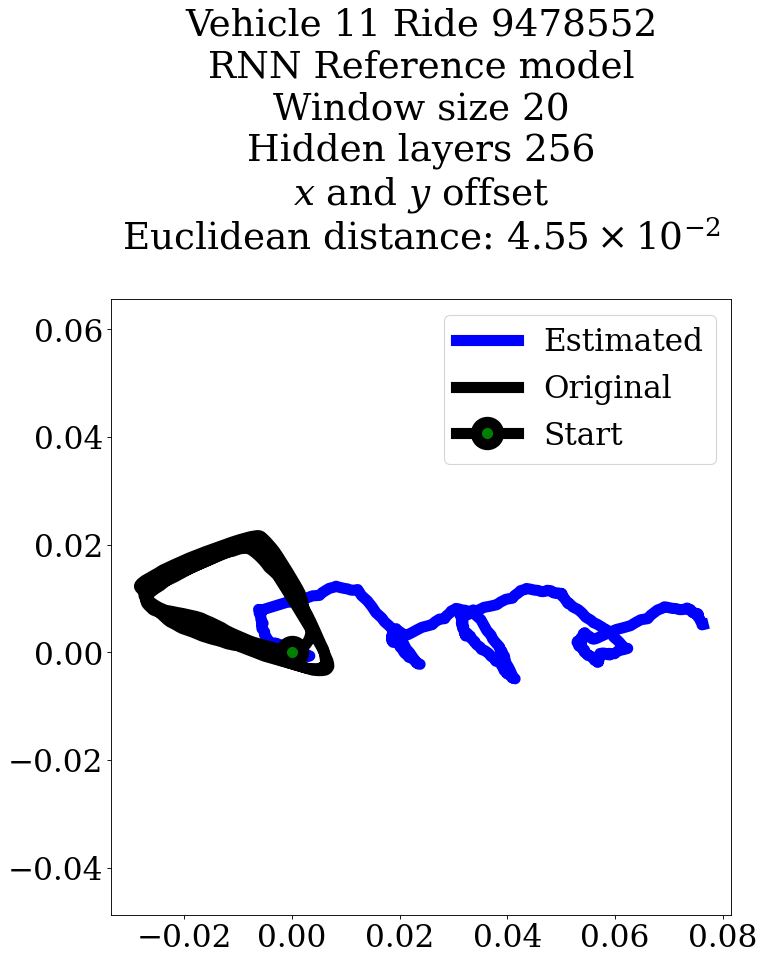 Vehicle 11 Ride 9478552
RNN Reference model
Window size 20
Hidden layers 256
x and y offset
Euclidean distance: 4.55 × 10⁻²
Estimated
Original
Start
0.06
0.04
0.02
0.00
−0.02
−0.04
−0.02 0.00 0.02 0.04 0.06 0.08